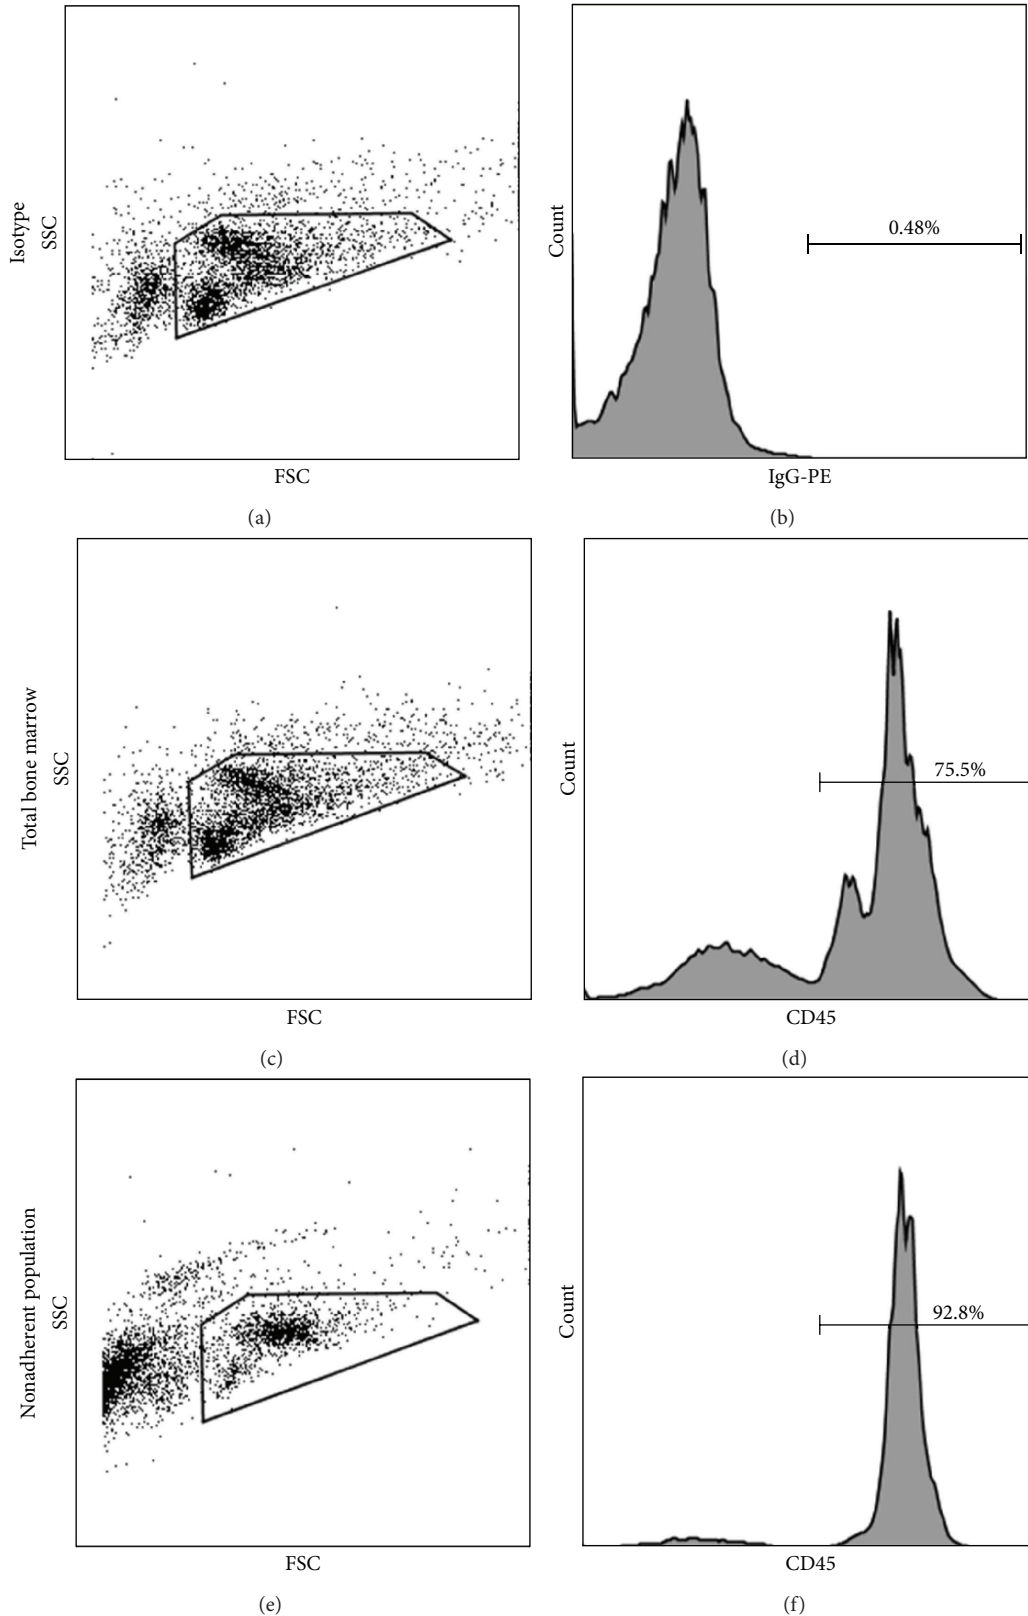 Isotype
SSC
FSC
(a)
Count
0.48%
IgG-PE
(b)
Total bone marrow
SSC
FSC
(c)
Count
75.5%
CD45
(d)
Nonadherent population
SSC
FSC
(e)
Count
92.8%
CD45
(f)